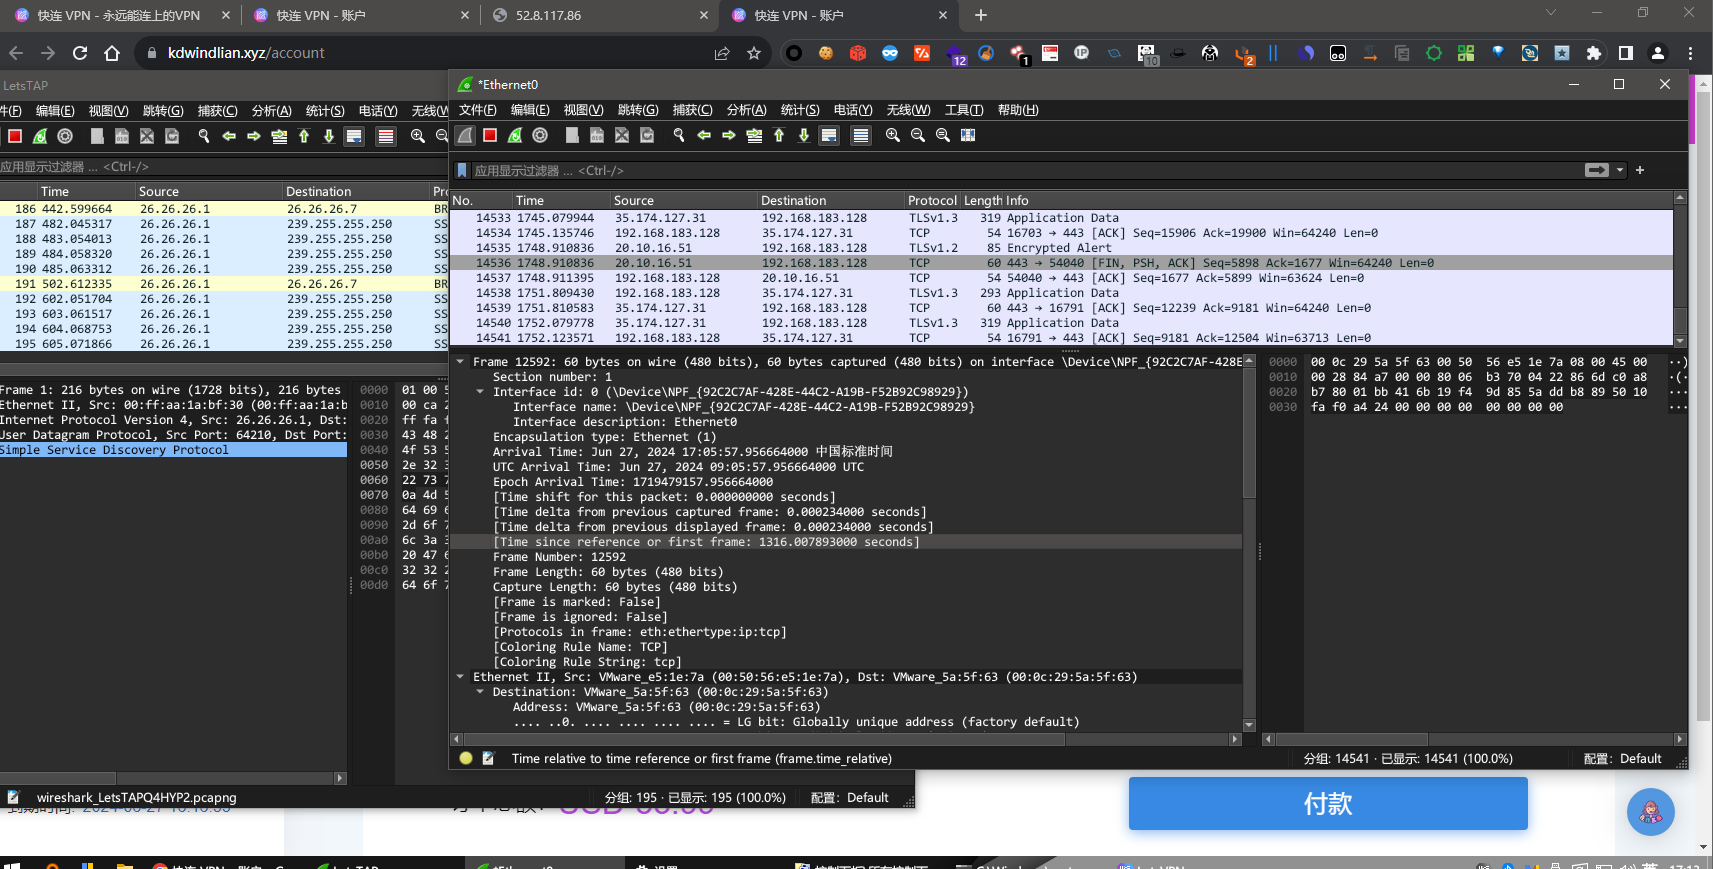 快连 VPN - 永远能连上的VPN
快连 VPN - 账户
52.8.117.86
快连 VPN - 账户
kdwindlian.xyz/account
12
1
10
2
LetsTAP
件(F) 编辑(E) 视图(V) 跳转(G) 捕获(C) 分析(A) 统计(S) 电话(Y) 无线(W)
应用显示过滤器 … <Ctrl-/>
Time Source Destination Pro
186 442.599664 26.26.26.1 26.26.26.7 BR
187 482.045317 26.26.26.1 239.255.255.250 SS
188 483.054013 26.26.26.1 239.255.255.250 SS
189 484.058320 26.26.26.1 239.255.255.250 SS
190 485.063312 26.26.26.1 239.255.255.250 SS
191 502.612335 26.26.26.1 26.26.26.7 BR
192 602.051704 26.26.26.1 239.255.255.250 SS
193 603.061517 26.26.26.1 239.255.255.250 SS
194 604.068753 26.26.26.1 239.255.255.250 SS
195 605.071866 26.26.26.1 239.255.255.250 SS
Frame 1: 216 bytes on wire (1728 bits), 216 bytes
Ethernet II, Src: 00:ff:aa:1a:bf:30 (00:ff:aa:1a:b
Internet Protocol Version 4, Src: 26.26.26.1, Dst:
User Datagram Protocol, Src Port: 64210, Dst Port:
Simple Service Discovery Protocol
0000 01 00 5
0010 00 ca 2
0020 ff fa f
0030 43 48 2
0040 4f 53 5
0050 2e 32 3
0060 22 73 7
0070 0a 4d 5
0080 64 69 6
0090 2d 6f 7
00a0 6c 3a 3
00b0 20 47 6
00c0 32 32 2
00d0 64 6f 7
wireshark_LetsTAPQ4HYP2.pcapng
分组: 195 · 已显示: 195 (100.0%)
配置: Default
*Ethernet0
文件(F) 编辑(E) 视图(V) 跳转(G) 捕获(C) 分析(A) 统计(S) 电话(Y) 无线(W) 工具(T) 帮助(H)
应用显示过滤器 … <Ctrl-/>
No. Time Source Destination Protocol Length Info
14533 1745.079944 35.174.127.31 192.168.183.128 TLSv1.3 319 Application Data
14534 1745.135746 192.168.183.128 35.174.127.31 TCP 54 16703 → 443 [ACK] Seq=15906 Ack=19900 Win=64240 Len=0
14535 1748.910836 20.10.16.51 192.168.183.128 TLSv1.2 85 Encrypted Alert
14536 1748.910836 20.10.16.51 192.168.183.128 TCP 60 443 → 54040 [FIN, PSH, ACK] Seq=5898 Ack=1677 Win=64240 Len=0
14537 1748.911395 192.168.183.128 20.10.16.51 TCP 54 54040 → 443 [ACK] Seq=1677 Ack=5899 Win=63624 Len=0
14538 1751.809430 192.168.183.128 35.174.127.31 TLSv1.3 293 Application Data
14539 1751.810583 35.174.127.31 192.168.183.128 TCP 60 443 → 16791 [ACK] Seq=12239 Ack=9181 Win=64240 Len=0
14540 1752.079778 35.174.127.31 192.168.183.128 TLSv1.3 319 Application Data
14541 1752.123571 192.168.183.128 35.174.127.31 TCP 54 16791 → 443 [ACK] Seq=9181 Ack=12504 Win=63713 Len=0
Frame 12592: 60 bytes on wire (480 bits), 60 bytes captured (480 bits) on interface \Device\NPF_{92C2C7AF-428E
Section number: 1
Interface id: 0 (\Device\NPF_{92C2C7AF-428E-44C2-A19B-F52B92C98929})
Interface name: \Device\NPF_{92C2C7AF-428E-44C2-A19B-F52B92C98929}
Interface description: Ethernet0
Encapsulation type: Ethernet (1)
Arrival Time: Jun 27, 2024 17:05:57.956664000 中国标准时间
UTC Arrival Time: Jun 27, 2024 09:05:57.956664000 UTC
Epoch Arrival Time: 1719479157.956664000
[Time shift for this packet: 0.000000000 seconds]
[Time delta from previous captured frame: 0.000234000 seconds]
[Time delta from previous displayed frame: 0.000234000 seconds]
[Time since reference or first frame: 1316.007893000 seconds]
Frame Number: 12592
Frame Length: 60 bytes (480 bits)
Capture Length: 60 bytes (480 bits)
[Frame is marked: False]
[Frame is ignored: False]
[Protocols in frame: eth:ethertype:ip:tcp]
[Coloring Rule Name: TCP]
[Coloring Rule String: tcp]
Ethernet II, Src: VMware_e5:1e:7a (00:50:56:e5:1e:7a), Dst: VMware_5a:5f:63 (00:0c:29:5a:5f:63)
Destination: VMware_5a:5f:63 (00:0c:29:5a:5f:63)
Address: VMware_5a:5f:63 (00:0c:29:5a:5f:63)
.... ..0. .... .... .... .... = LG bit: Globally unique address (factory default)
0000 00 0c 29 5a 5f 63 00 50 56 e5 1e 7a 08 00 45 00 ··)
0010 00 28 84 a7 00 00 80 06 b3 70 04 22 86 6d c0 a8 ·(·
0020 b7 80 01 bb 41 6b 19 f4 9d 85 5a dd b8 89 50 10 ···
0030 fa f0 a4 24 00 00 00 00 00 00 00 00 ···
Time relative to time reference or first frame (frame.time_relative)
分组: 14541 · 已显示: 14541 (100.0%)
配置: Default
付款